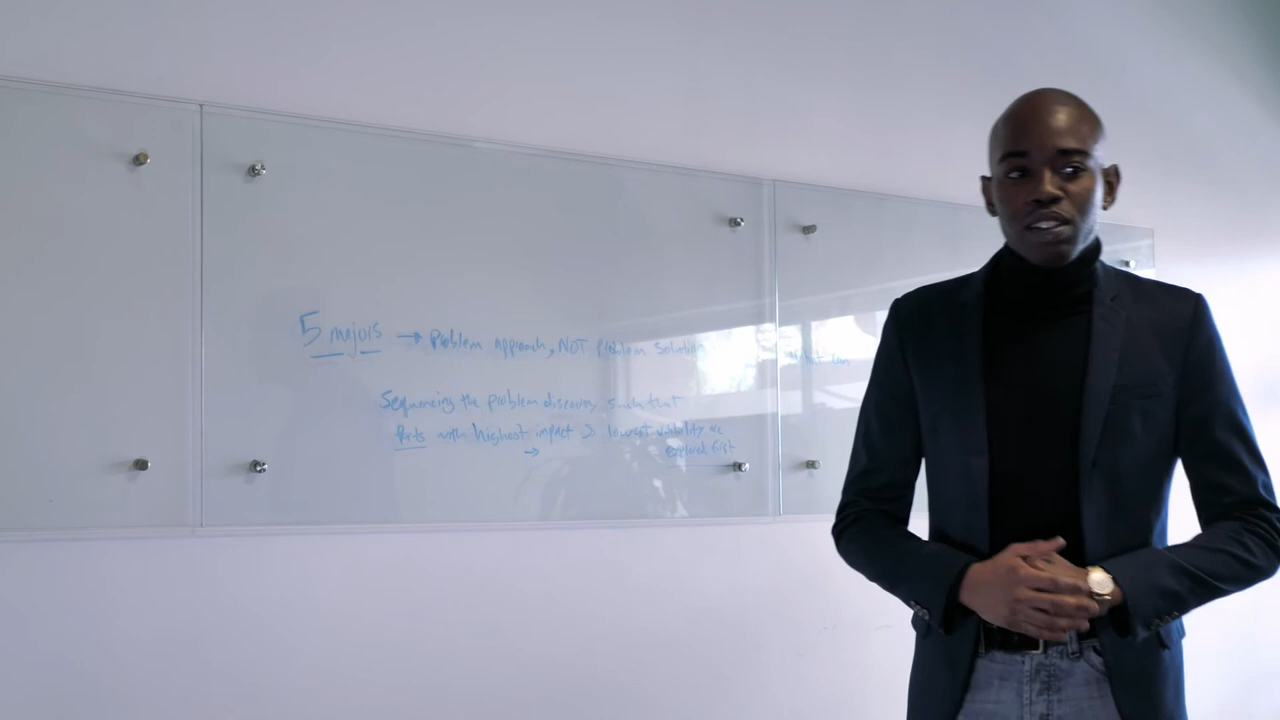 5 majors → Problem approach, NOT problem solution
Sequencing the problem discovery such that
Parts with highest impact > lowest viability are
→ explored first